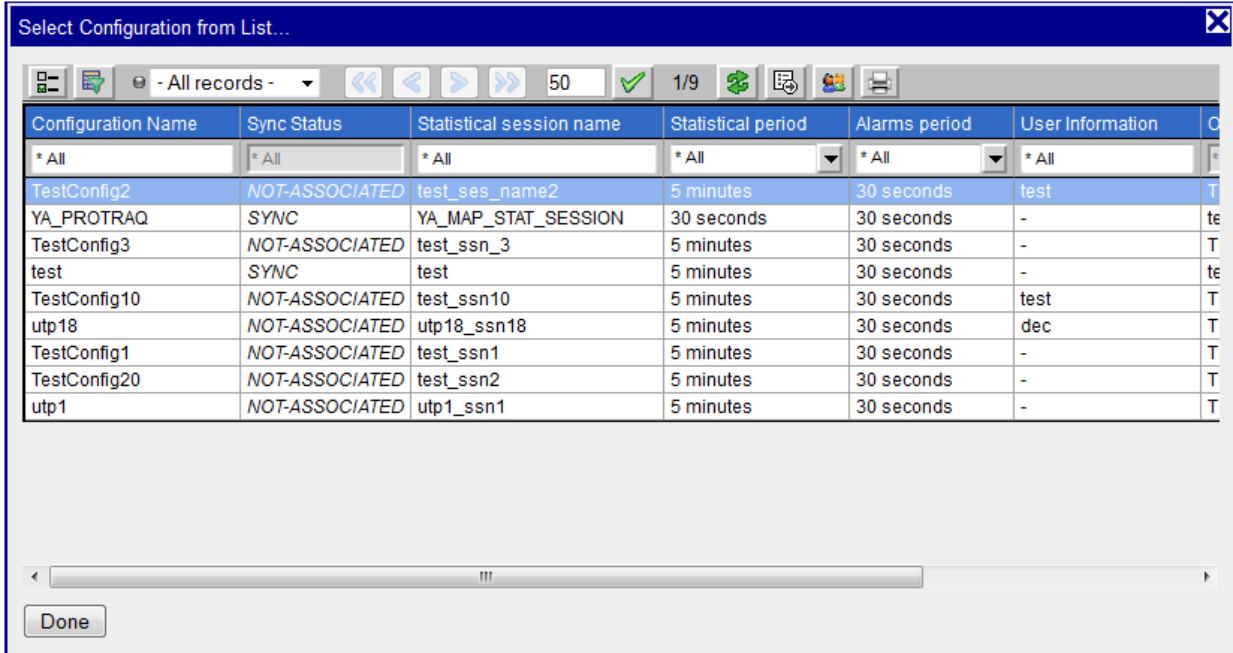 Select Configuration from List...
- All records - 50 1/9
Configuration Name Sync Status Statistical session name Statistical period Alarms period User Information
* All * All * All * All * All * All
TestConfig2 NOT-ASSOCIATED test_ses_name2 5 minutes 30 seconds test
YA_PROTRAQ SYNC YA_MAP_STAT_SESSION 30 seconds 30 seconds - te
TestConfig3 NOT-ASSOCIATED test_ssn_3 5 minutes 30 seconds - T
test SYNC test 5 minutes 30 seconds - te
TestConfig10 NOT-ASSOCIATED test_ssn10 5 minutes 30 seconds test T
utp18 NOT-ASSOCIATED utp18_ssn18 5 minutes 30 seconds dec T
TestConfig1 NOT-ASSOCIATED test_ssn1 5 minutes 30 seconds - T
TestConfig20 NOT-ASSOCIATED test_ssn2 5 minutes 30 seconds - T
utp1 NOT-ASSOCIATED utp1_ssn1 5 minutes 30 seconds - T
Done